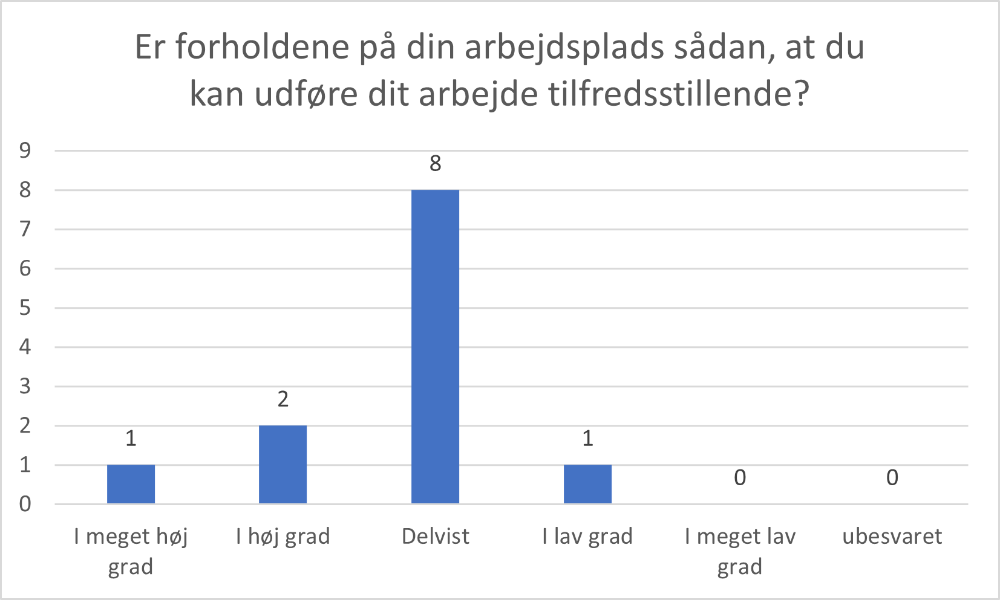 Er forholdene på din arbejdsplads sådan, at du
kan udføre dit arbejde tilfredsstillende?
9
8
7
6
5
4
3
2
1
0
1
2
8
1
0
0
I meget høj
grad
I høj grad
Delvist
I lav grad
I meget lav
grad
ubesvaret